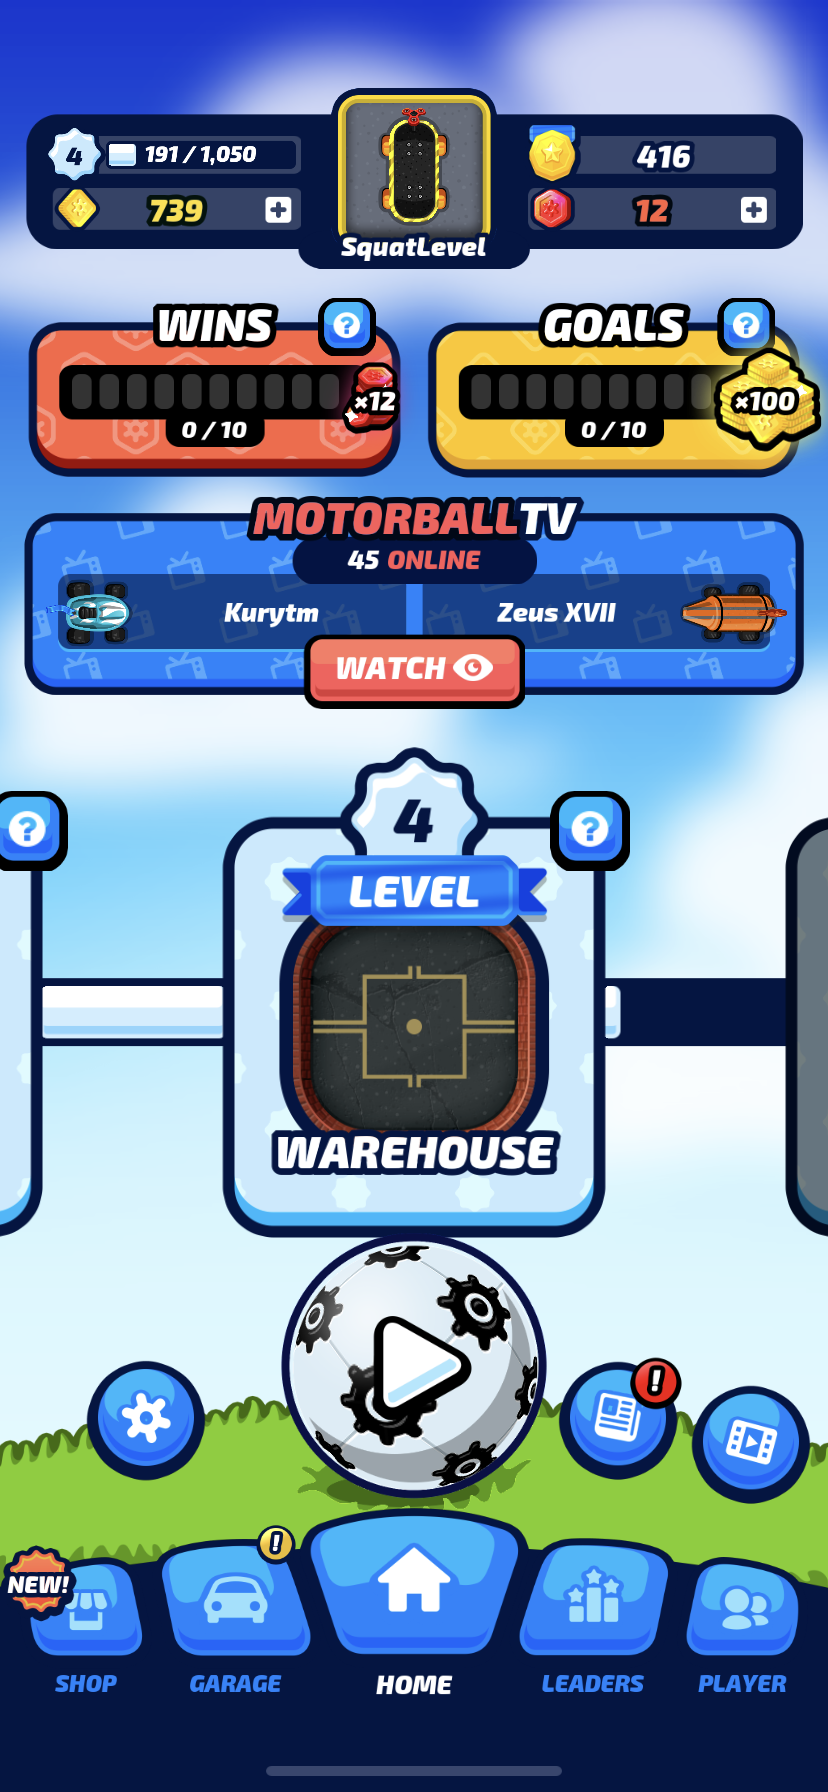 4
191 / 1,050
416
739
12
SquatLevel
WINS
?
GOALS
?
×12
×100
0 / 10
0 / 10
MOTORBALLTV
45 ONLINE
Kurytm
Zeus XVII
WATCH
?
4
?
LEVEL
WAREHOUSE
!
!
NEW!
SHOP
GARAGE
HOME
LEADERS
PLAYER